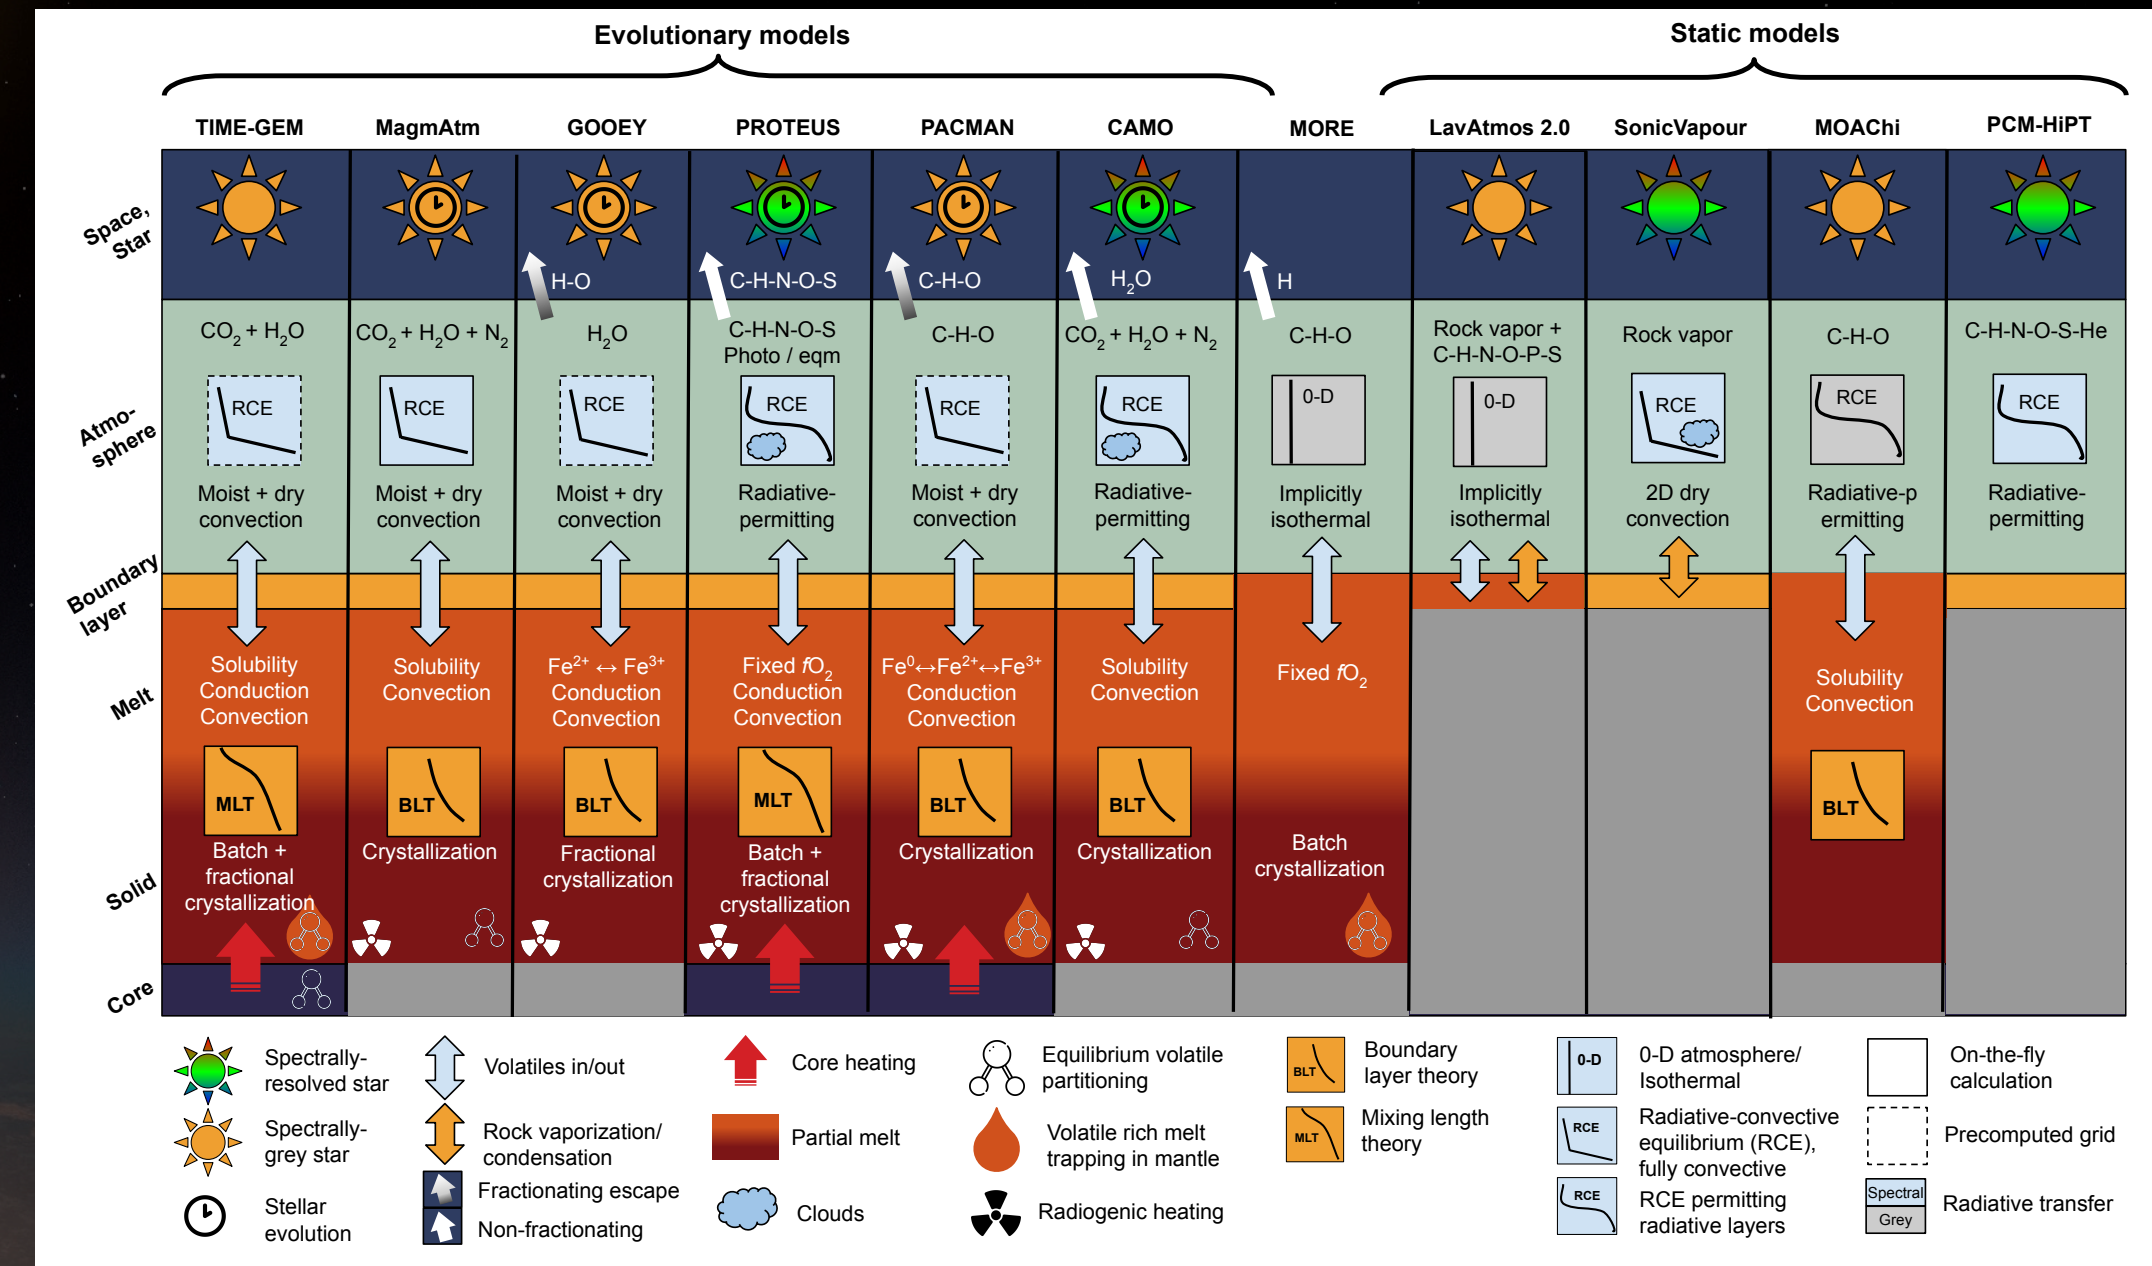 Evolutionary models
Static models
TIME-GEM
MagmAtm
GOOEY
PROTEUS
PACMAN
CAMO
MORE
LavAtmos 2.0
SonicVapour
MOAChi
PCM-HiPT
Space,
Star
H-O
C-H-N-O-S
C-H-O
H₂O
H
Atmo-
sphere
CO₂ + H₂O
CO₂ + H₂O + N₂
H₂O
C-H-N-O-S
Photo / eqm
C-H-O
CO₂ + H₂O + N₂
C-H-O
Rock vapor +
C-H-N-O-P-S
Rock vapor
C-H-O
C-H-N-O-S-He
RCE
RCE
RCE
RCE
RCE
RCE
0-D
0-D
RCE
RCE
RCE
Moist + dry
convection
Moist + dry
convection
Moist + dry
convection
Radiative-
permitting
Moist + dry
convection
Radiative-
permitting
Implicitly
isothermal
Implicitly
isothermal
2D dry
convection
Radiative-p
ermitting
Radiative-
permitting
Boundary
layer
Melt
Solubility
Conduction
Convection
Solubility
Convection
Fe²⁺ ↔ Fe³⁺
Conduction
Convection
Fixed fO₂
Conduction
Convection
Fe⁰↔Fe²⁺↔Fe³⁺
Conduction
Convection
Solubility
Convection
Fixed fO₂
Solubility
Convection
MLT
BLT
BLT
MLT
BLT
BLT
BLT
Solid
Batch +
fractional
crystallization
Crystallization
Fractional
crystallization
Batch +
fractional
crystallization
Crystallization
Crystallization
Batch
crystallization
Core
Spectrally-
resolved star
Spectrally-
grey star
Stellar
evolution
Volatiles in/out
Rock vaporization/
condensation
Fractionating escape
Non-fractionating
Core heating
Partial melt
Clouds
Equilibrium volatile
partitioning
Volatile rich melt
trapping in mantle
Radiogenic heating
BLT
Boundary
layer theory
MLT
Mixing length
theory
0-D
0-D atmosphere/
Isothermal
RCE
Radiative-convective
equilibrium (RCE),
fully convective
RCE
RCE permitting
radiative layers
On-the-fly
calculation
Precomputed grid
Spectral
Grey
Radiative transfer